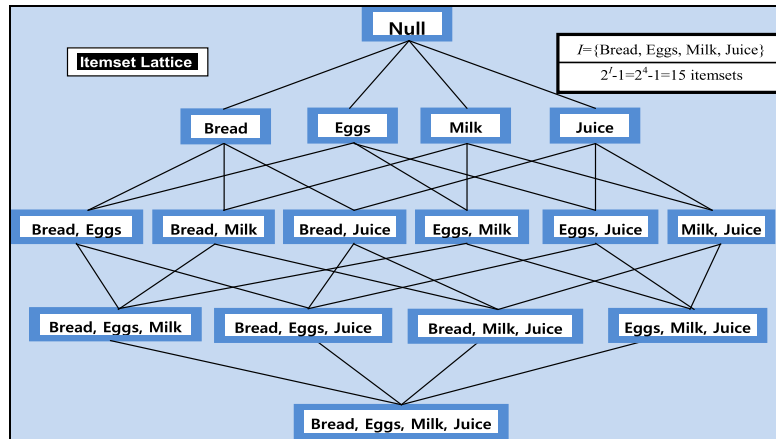 Null
Itemset Lattice
I={Bread, Eggs, Milk, Juice}
2^I-1=2^4-1=15 itemsets
Bread
Eggs
Milk
Juice
Bread, Eggs
Bread, Milk
Bread, Juice
Eggs, Milk
Eggs, Juice
Milk, Juice
Bread, Eggs, Milk
Bread, Eggs, Juice
Bread, Milk, Juice
Eggs, Milk, Juice
Bread, Eggs, Milk, Juice